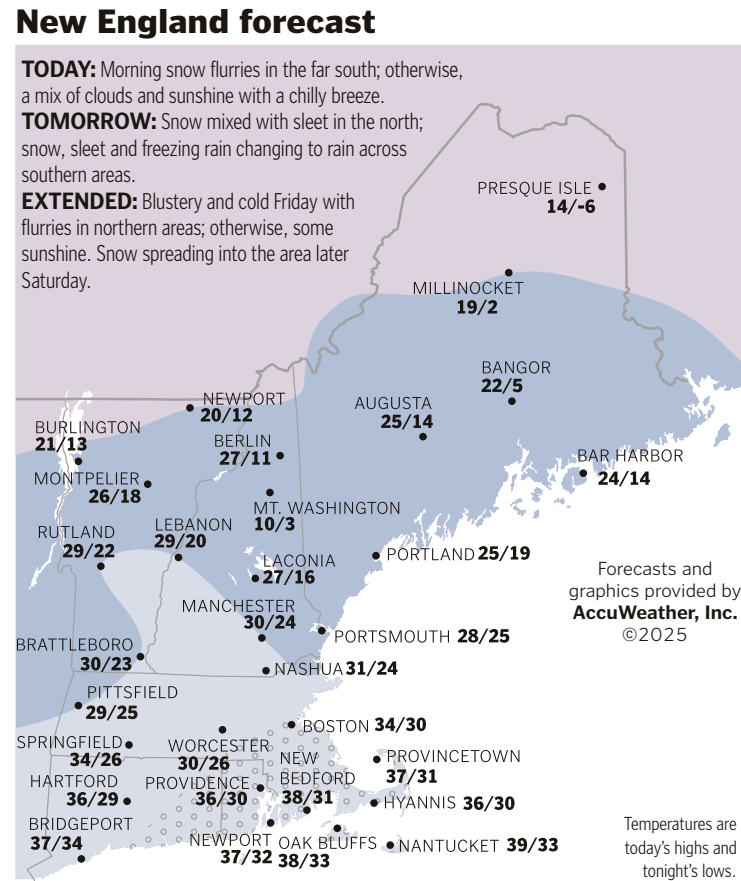 New England forecast
TODAY: Morning snow flurries in the far south; otherwise,
a mix of clouds and sunshine with a chilly breeze.
TOMORROW: Snow mixed with sleet in the north;
snow, sleet and freezing rain changing to rain across
southern areas.
EXTENDED: Blustery and cold Friday with
flurries in northern areas; otherwise, some
sunshine. Snow spreading into the area later
Saturday.
PRESQUE ISLE
14/-6
MILLINOCKET
19/2
BANGOR
22/5
AUGUSTA
25/14
NEWPORT
20/12
BURLINGTON
21/13
BERLIN
27/11
BAR HARBOR
24/14
MONTPELIER
26/18
MT. WASHINGTON
10/3
RUTLAND
29/22
LEBANON
29/20
PORTLAND 25/19
LACONIA
27/16
Forecasts and
graphics provided by
AccuWeather, Inc.
©2025
MANCHESTER
30/24
PORTSMOUTH 28/25
BRATTLEBORO
30/23
NASHUA 31/24
PITTSFIELD
29/25
BOSTON 34/30
SPRINGFIELD
34/26
WORCESTER
30/26
PROVINCETOWN
37/31
NEW
BEDFORD
38/31
HARTFORD
36/29
PROVIDENCE
36/30
HYANNIS 36/30
BRIDGEPORT
37/34
NEWPORT
37/32
OAK BLUFFS
38/33
NANTUCKET 39/33
Temperatures are
today's highs and
tonight's lows.